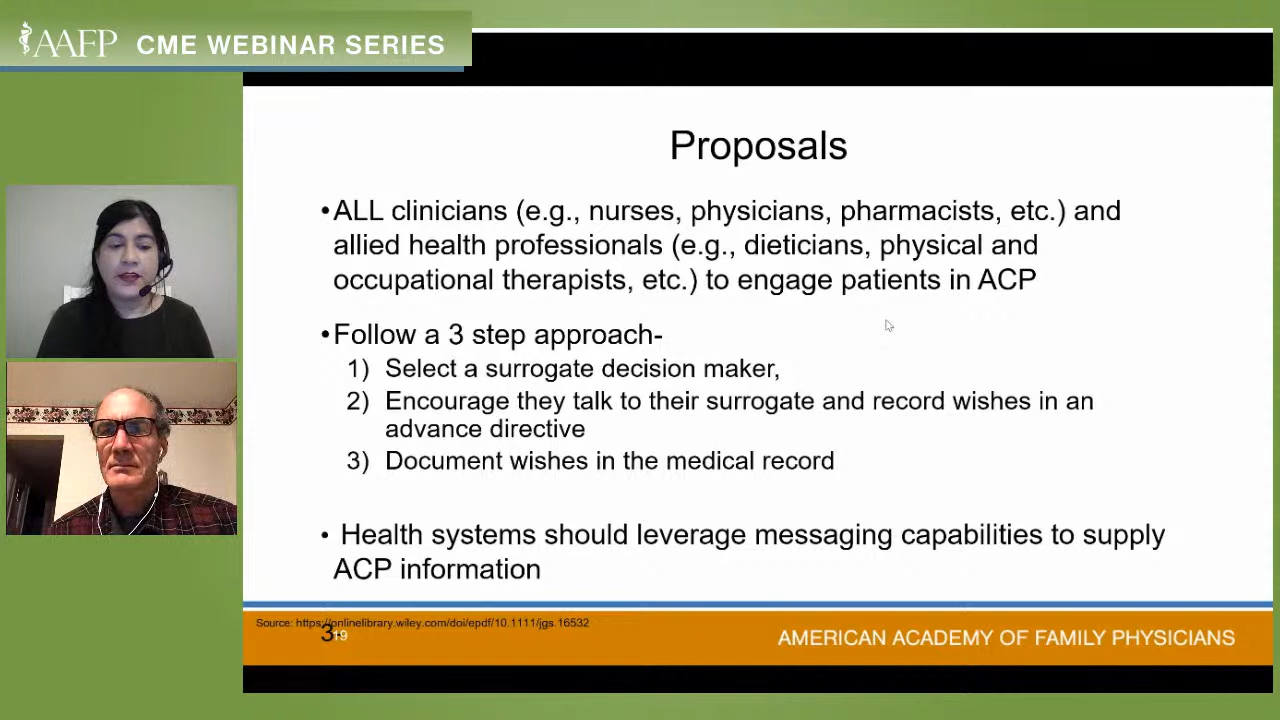 AAFP CME WEBINAR SERIES
Proposals
•ALL clinicians (e.g., nurses, physicians, pharmacists, etc.) and
allied health professionals (e.g., dieticians, physical and
occupational therapists, etc.) to engage patients in ACP
•Follow a 3 step approach-
1) Select a surrogate decision maker,
2) Encourage they talk to their surrogate and record wishes in an
advance directive
3) Document wishes in the medical record
• Health systems should leverage messaging capabilities to supply
ACP information
Source: https://onlinelibrary.wiley.com/doi/epdf/10.1111/jgs.16532
3-19
AMERICAN ACADEMY OF FAMILY PHYSICIANS